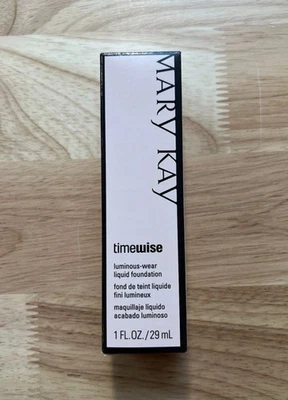 MARY KAY
timewise
luminous-wear
liquid foundation
fond de teint liquide
fini lumineux
maquillaje líquido
acabado luminoso
1 FL.OZ./29 mL